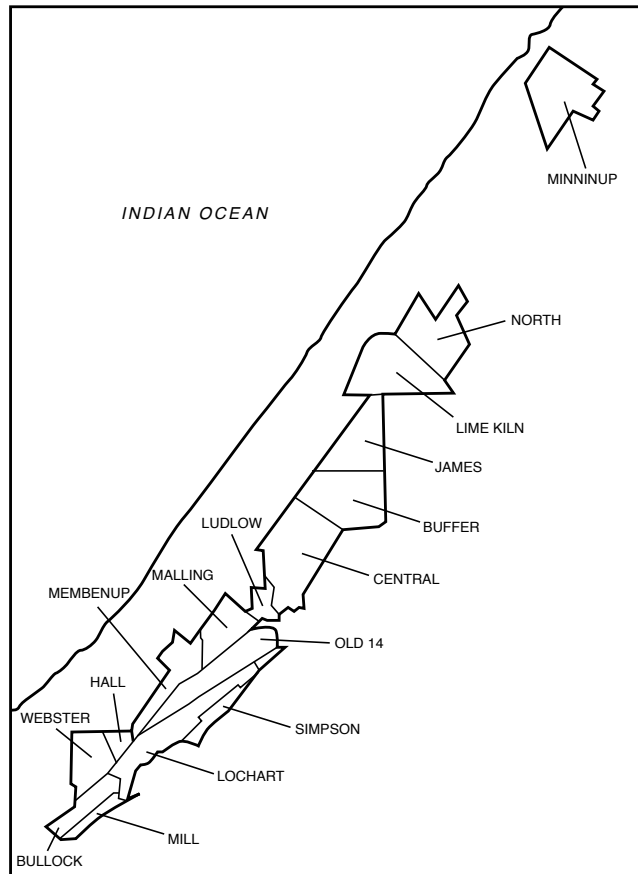 MINNINUP
INDIAN OCEAN
NORTH
LIME KILN
JAMES
LUDLOW
BUFFER
MALLING
CENTRAL
MEMBENUP
OLD 14
HALL
WEBSTER
SIMPSON
LOCHART
MILL
BULLOCK